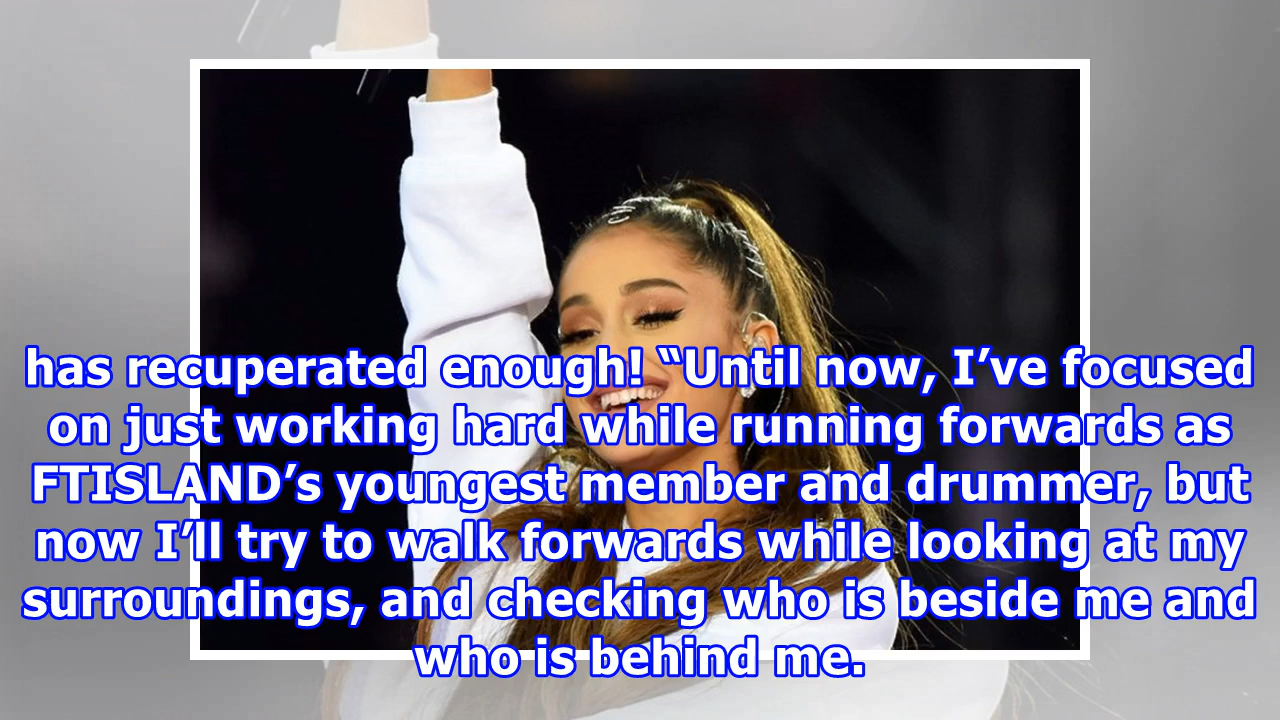 has recuperated enough! “Until now, I’ve focused
on just working hard while running forwards as
FTISLAND’s youngest member and drummer, but
now I’ll try to walk forwards while looking at my
surroundings, and checking who is beside me and
who is behind me.